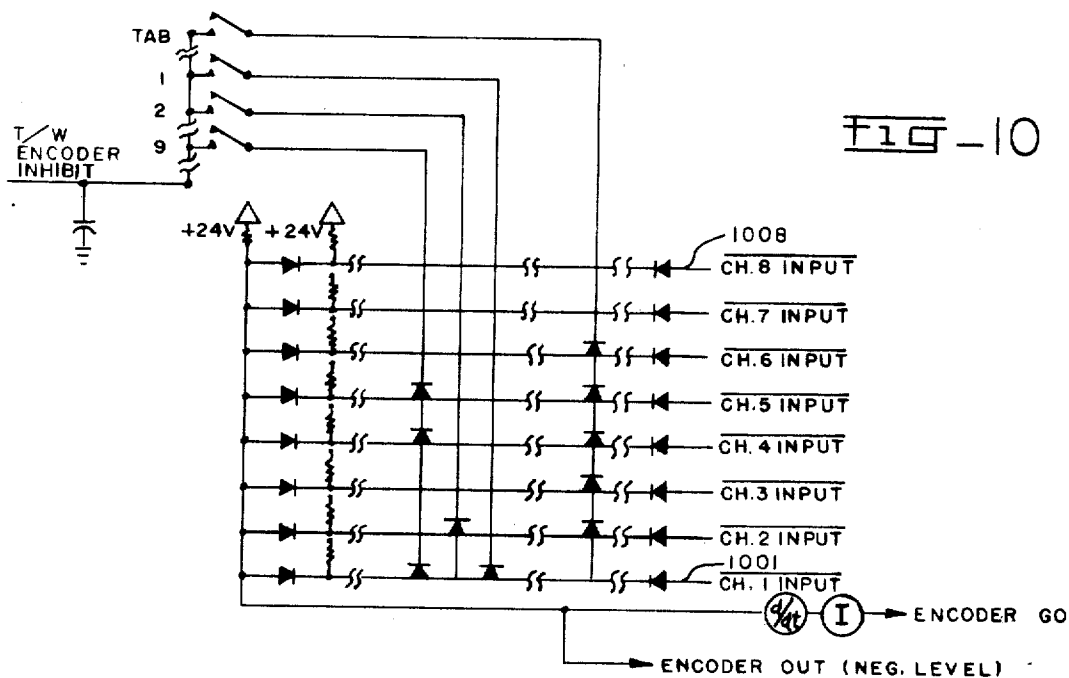 TAB
1
2
9
T/W
ENCODER
INHIBIT
Fig-10
+24V
+24V
1008
CH.8 INPUT
CH.7 INPUT
CH.6 INPUT
CH.5 INPUT
CH.4 INPUT
CH.3 INPUT
CH.2 INPUT
1001
CH.1 INPUT
d/dt
I
ENCODER GO
ENCODER OUT (NEG. LEVEL)